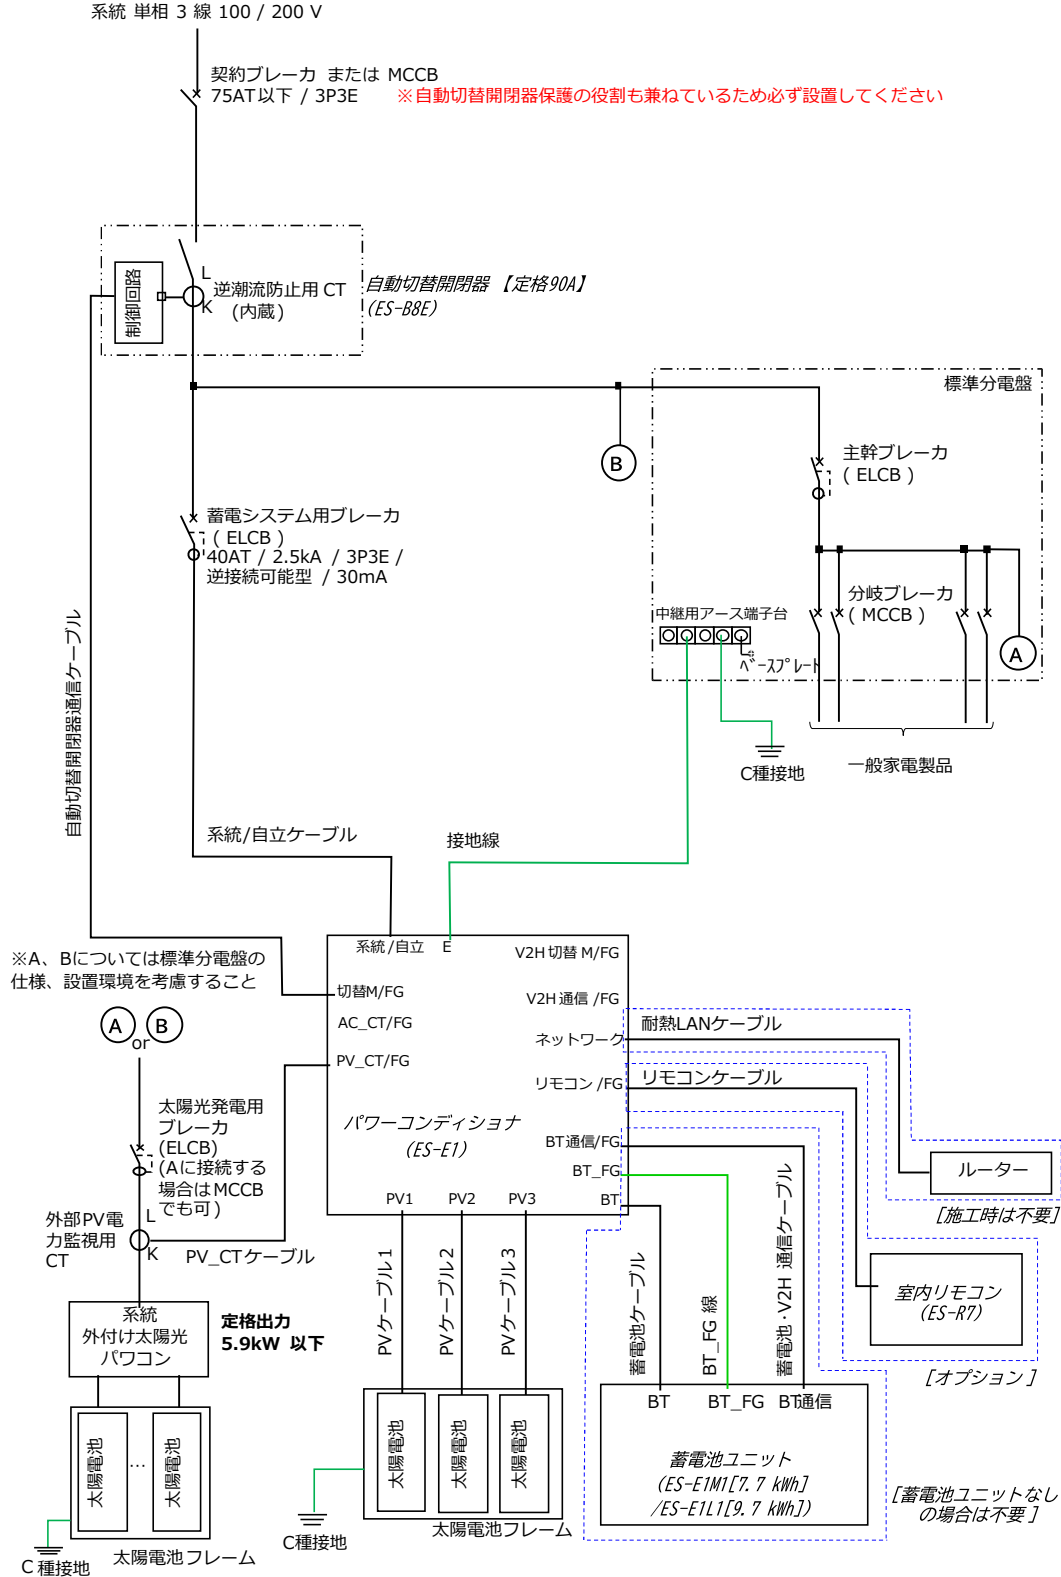 系統 単相 3 線 100 / 200 V
契約ブレーカ または MCCB
75AT以下 / 3P3E ※自動切替開閉器保護の役割も兼ねているため必ず設置してください
制御回路
L
K
逆潮流防止用 CT
(内蔵)
自動切替開閉器 【定格90A】
(ES-B8E)
標準分電盤
B
主幹ブレーカ
( ELCB )
蓄電システム用ブレーカ
( ELCB )
40AT / 2.5kA / 3P3E /
逆接続可能型 / 30mA
分岐ブレーカ
( MCCB )
中継用アース端子台
ベースプレート
A
C種接地
一般家電製品
自動切替開閉器通信ケーブル
系統/自立ケーブル
接地線
※A、Bについては標準分電盤の
仕様、設置環境を考慮すること
A
or
B
系統/自立
E
V2H切替 M/FG
切替M/FG
V2H通信 /FG
AC_CT/FG
ネットワーク
PV_CT/FG
リモコン /FG
パワーコンディショナ
(ES-E1)
BT通信/FG
BT_FG
BT
PV1
PV2
PV3
耐熱LANケーブル
リモコンケーブル
ルーター
[施工時は不要]
室内リモコン
(ES-R7)
[オプション]
太陽光発電用
ブレーカ
(ELCB)
(Aに接続する
場合はMCCB
でも可)
外部PV電
力監視用
CT
L
K
PV_CTケーブル
系統
外付け太陽光
パワコン
定格出力
5.9kW 以下
太陽電池
…
太陽電池
C種接地
太陽電池フレーム
PVケーブル1
PVケーブル2
PVケーブル3
太陽電池
太陽電池
太陽電池
C種接地
太陽電池フレーム
蓄電池ケーブル
BT_FG 線
蓄電池・V2H 通信ケーブル
BT
BT_FG
BT通信
蓄電池ユニット
(ES-E1M1[7.7 kWh]
/ES-E1L1[9.7 kWh])
[蓄電池ユニットなし
の場合は不要]